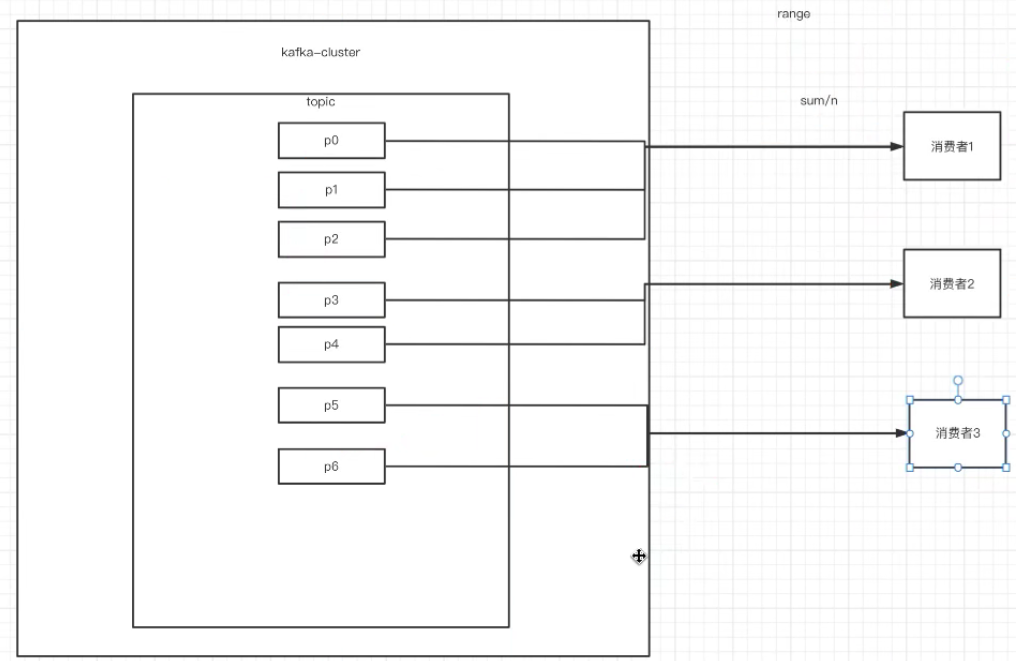 range
kafka-cluster
topic
sum/n
p0
消费者1
p1
p2
消费者2
p3
p4
p5
消费者3
p6